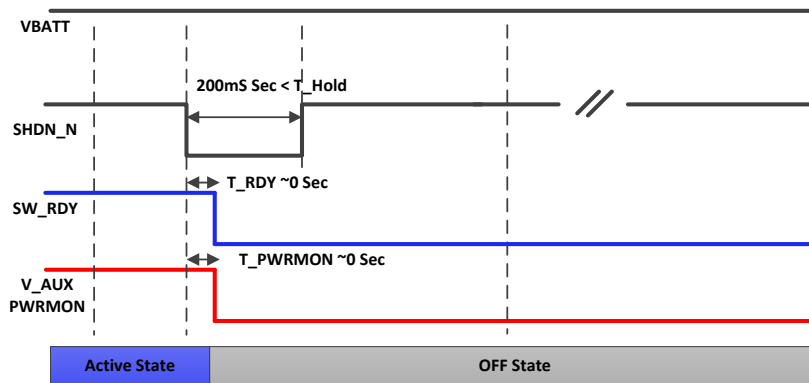 VBATT
200mS Sec < T_Hold
SHDN_N
T_RDY ~0 Sec
SW_RDY
T_PWRMON ~0 Sec
V_AUX
PWRMON
Active State
OFF State